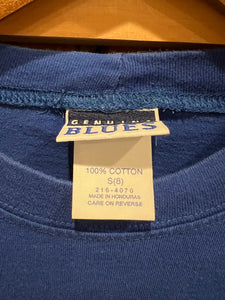 GENUINE
BLUES
100% COTTON
S(8)
216-4070
MADE IN HONDURAS
CARE ON REVERSE